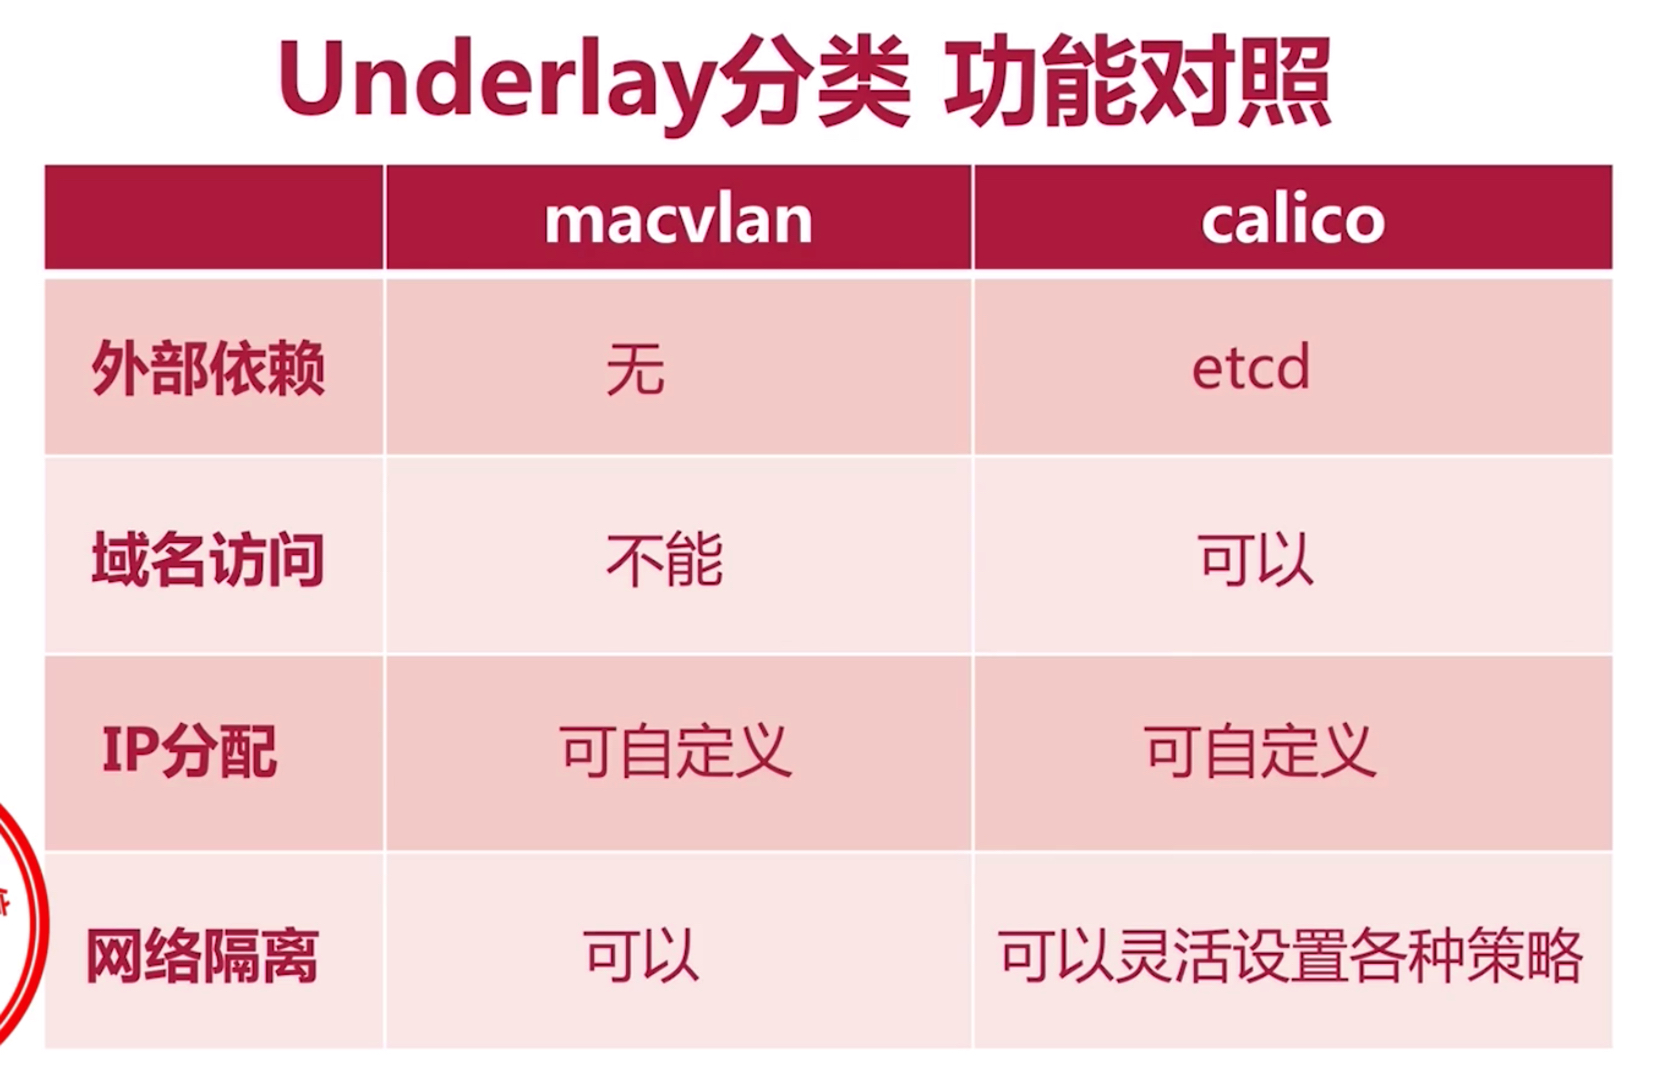 Underlay分类 功能对照
macvlan calico
外部依赖 无 etcd
域名访问 不能 可以
IP分配 可自定义 可自定义
网络隔离 可以 可以灵活设置各种策略